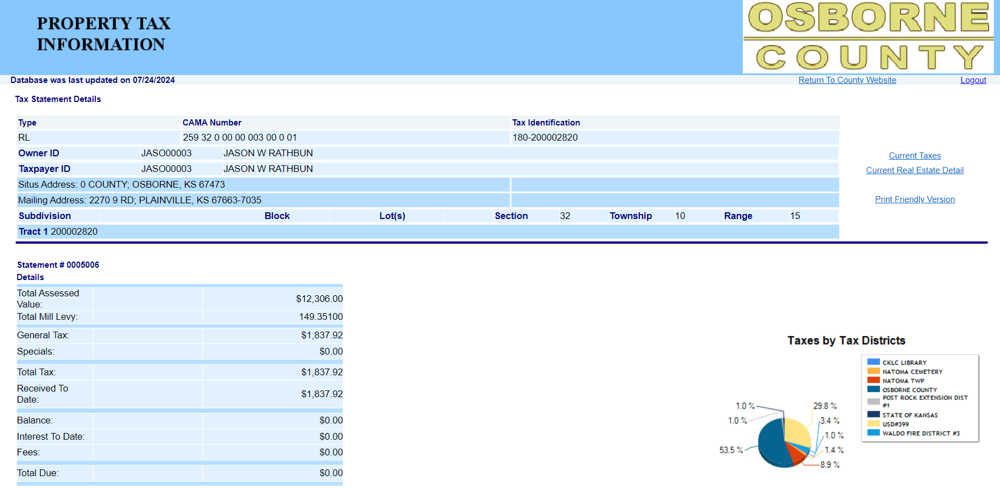 PROPERTY TAX
INFORMATION
OSBORNE
COUNTY
Database was last updated on 07/24/2024
Return To County Website
Logout
Tax Statement Details
Type CAMA Number Tax Identification
RL 259 32 0 00 00 003 00 0 01 180-200002820
Owner ID JASO00003 JASON W RATHBUN
Taxpayer ID JASO00003 JASON W RATHBUN
Situs Address: 0 COUNTY; OSBORNE, KS 67473
Mailing Address: 2270 9 RD; PLAINVILLE, KS 67663-7035
Subdivision Block Lot(s) Section 32 Township 10 Range 15
Tract 1 200002820
Current Taxes
Current Real Estate Detail
Print Friendly Version
Statement # 0005006
Details
Total Assessed
Value: $12,306.00
Total Mill Levy: 149.35100
General Tax: $1,837.92
Specials: $0.00
Total Tax: $1,837.92
Received To
Date: $1,837.92
Balance: $0.00
Interest To Date: $0.00
Fees: $0.00
Total Due: $0.00
Taxes by Tax Districts
CKLC LIBRARY
NATOMA CEMETERY
NATOMA TWP
OSBORNE COUNTY
POST ROCK EXTENSION DIST
#1
STATE OF KANSAS
USD#399
WALDO FIRE DISTRICT #3
1.0 %
29.8 %
1.0 %
3.4 %
1.0 %
53.5 %
1.4 %
8.9 %